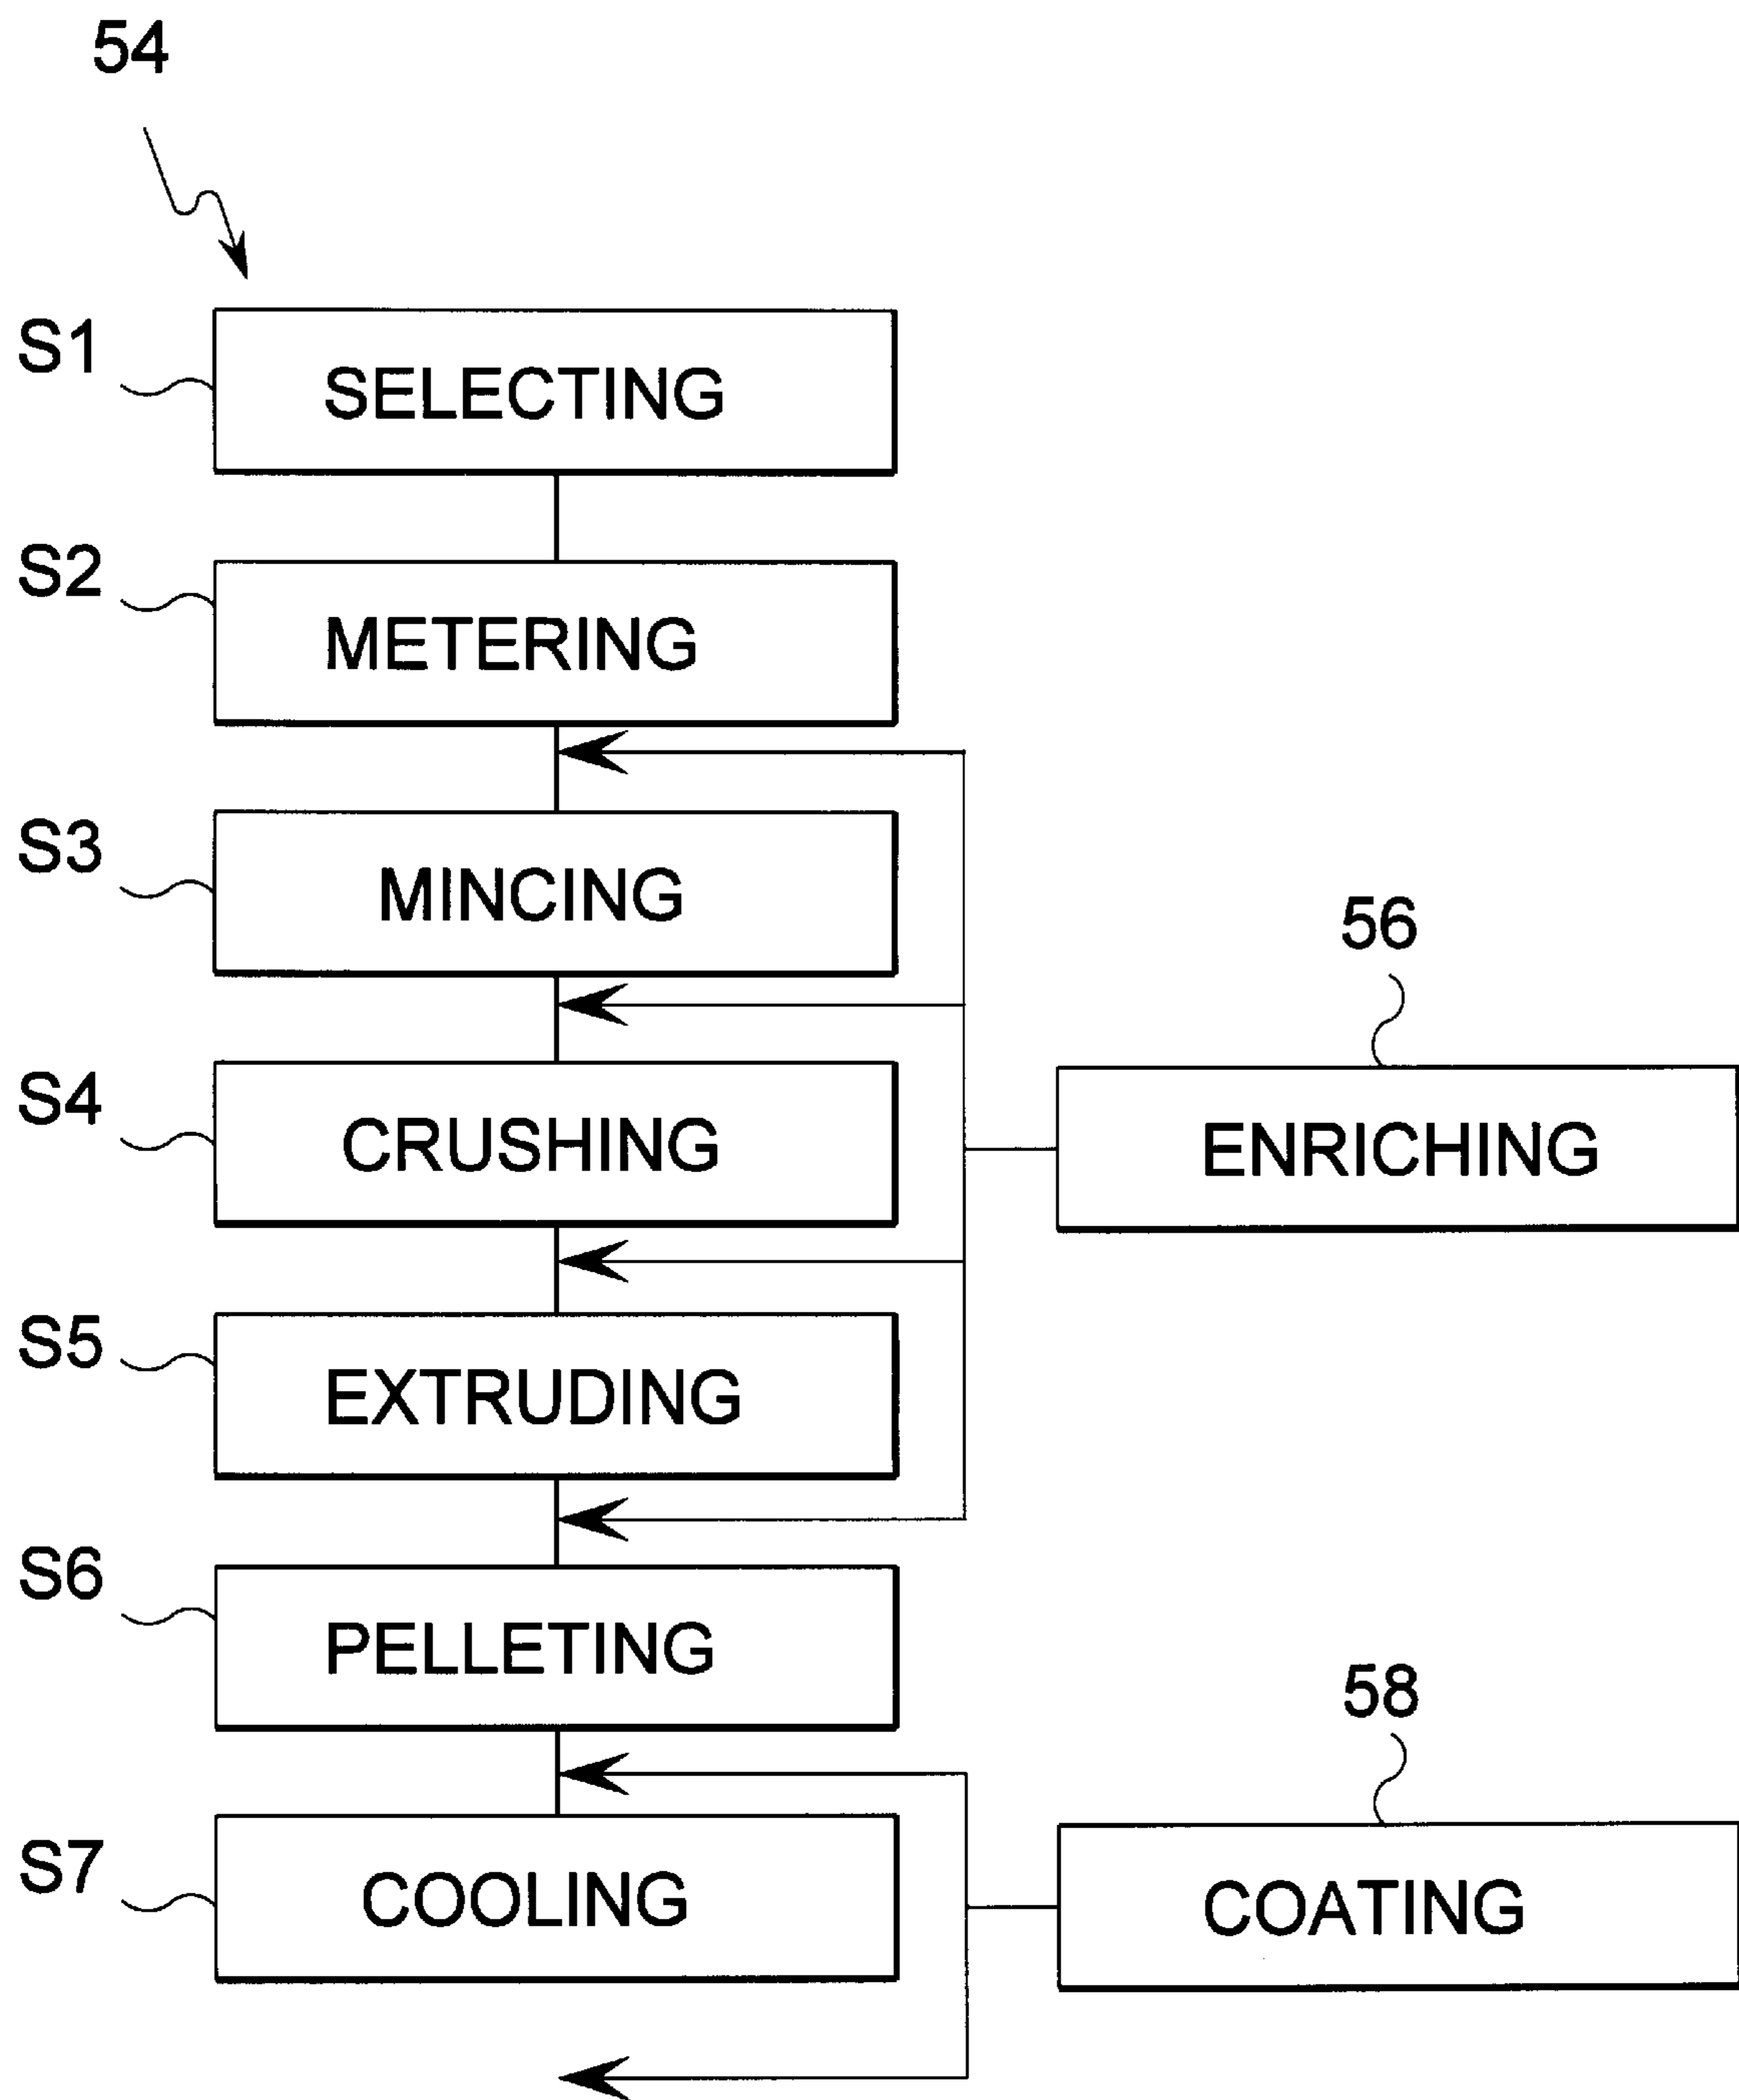 54
S1
SELECTING
S2
METERING
S3
MINCING
56
S4
CRUSHING
ENRICHING
S5
EXTRUDING
S6
PELLETING
58
S7
COOLING
COATING